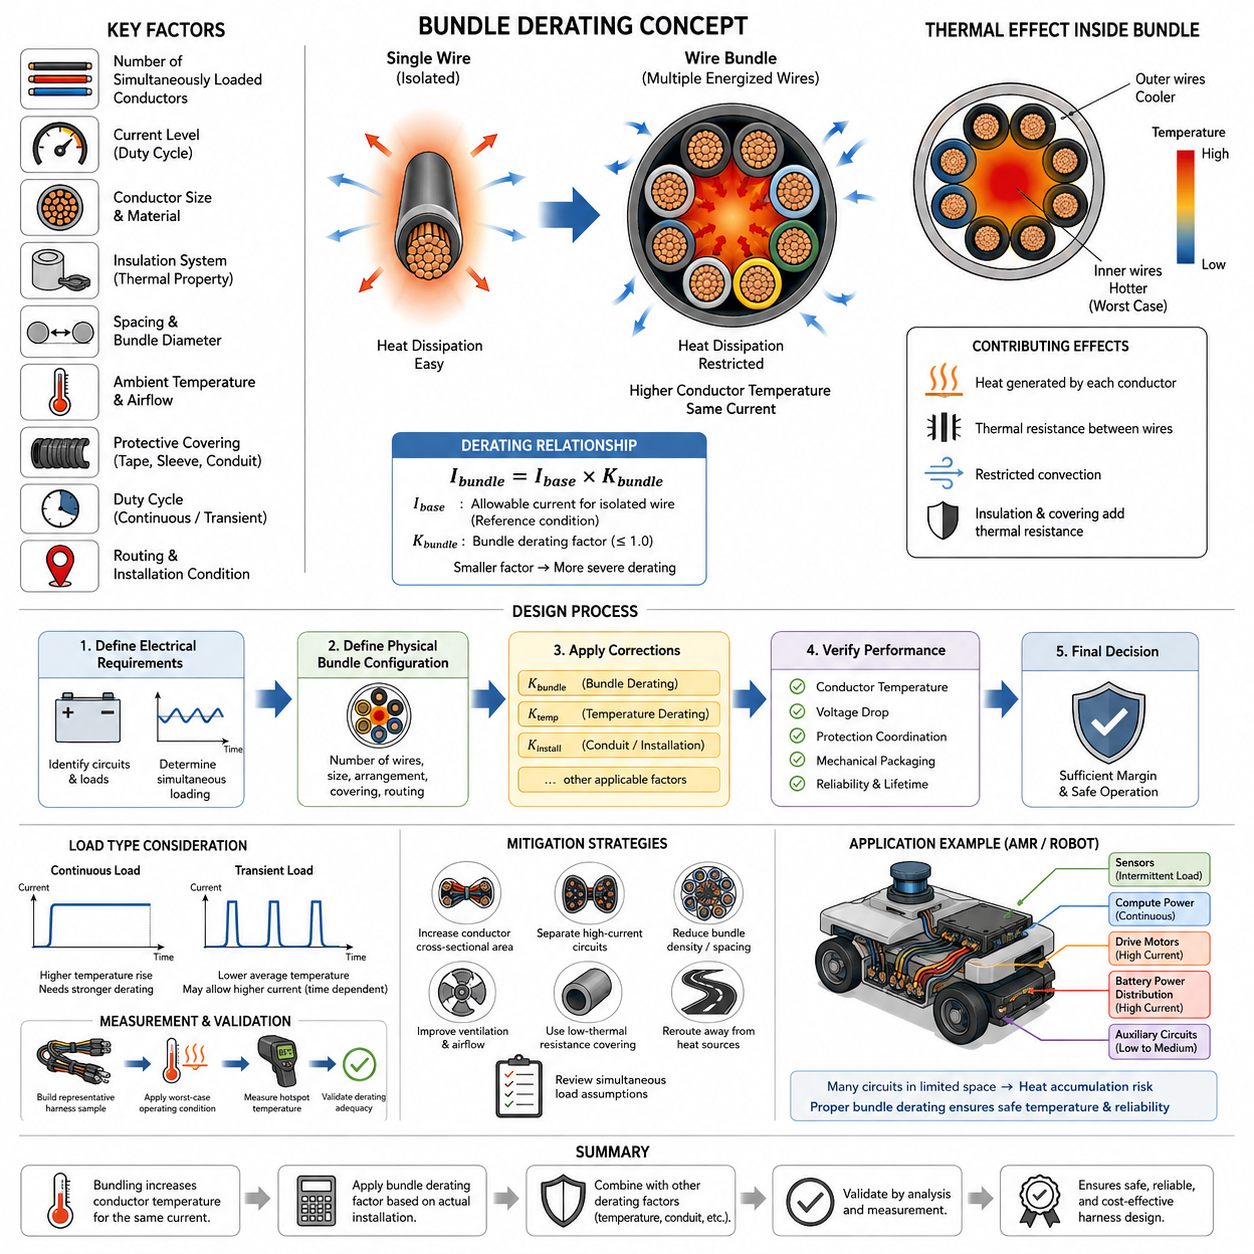 KEY FACTORS
Number of
Simultaneously Loaded
Conductors
Current Level
(Duty Cycle)
Conductor Size
& Material
Insulation System
(Thermal Property)
Spacing &
Bundle Diameter
Ambient Temperature
& Airflow
Protective Covering
(Tape, Sleeve, Conduit)
Duty Cycle
(Continuous / Transient)
Routing &
Installation Condition
BUNDLE DERATING CONCEPT
Single Wire
(Isolated)
Heat Dissipation
Easy
Wire Bundle
(Multiple Energized Wires)
Heat Dissipation
Restricted
Higher Conductor Temperature
Same Current
DERATING RELATIONSHIP
I_bundle = I_base × K_bundle
I_base : Allowable current for isolated wire
(Reference condition)
K_bundle : Bundle derating factor (≤ 1.0)
Smaller factor → More severe derating
THERMAL EFFECT INSIDE BUNDLE
Outer wires
Cooler
Temperature
High
Low
Inner wires
Hotter
(Worst Case)
CONTRIBUTING EFFECTS
Heat generated by each conductor
Thermal resistance between wires
Restricted convection
Insulation & covering add
thermal resistance
DESIGN PROCESS
1. Define Electrical
Requirements
+ −
Time
Identify circuits
& loads
Determine
simultaneous
loading
2. Define Physical
Bundle Configuration
Number of wires,
size, arrangement,
covering, routing
3. Apply Corrections
K_bundle (Bundle Derating)
K_temp (Temperature Derating)
K_install (Conduit / Installation)
... other applicable factors
4. Verify Performance
Conductor Temperature
Voltage Drop
Protection Coordination
Mechanical Packaging
Reliability & Lifetime
5. Final Decision
Sufficient Margin
& Safe Operation
LOAD TYPE CONSIDERATION
Continuous Load
Current
Time
Higher temperature rise
Needs stronger derating
Transient Load
Current
Time
Lower average temperature
May allow higher current (time dependent)
MEASUREMENT & VALIDATION
Build representative
harness sample
Apply worst-case
operating condition
Measure hotspot
temperature
Validate derating
adequacy
MITIGATION STRATEGIES
Increase conductor
cross-sectional area
Separate high-current
circuits
Reduce bundle
density / spacing
Improve ventilation
& airflow
Use low-thermal
resistance covering
Reroute away from
heat sources
Review simultaneous
load assumptions
APPLICATION EXAMPLE (AMR / ROBOT)
Sensors
(Intermittent Load)
Compute Power
(Continuous)
Drive Motors
(High Current)
Battery Power
Distribution
(High Current)
Auxiliary Circuits
(Low to Medium)
Many circuits in limited space → Heat accumulation risk
Proper bundle derating ensures safe temperature & reliability
SUMMARY
Bundling increases
conductor temperature
for the same current.
Apply bundle derating
factor based on actual
installation.
Combine with other
derating factors
(temperature, conduit, etc.).
Validate by analysis
and measurement.
Ensures safe, reliable,
and cost-effective
harness design.